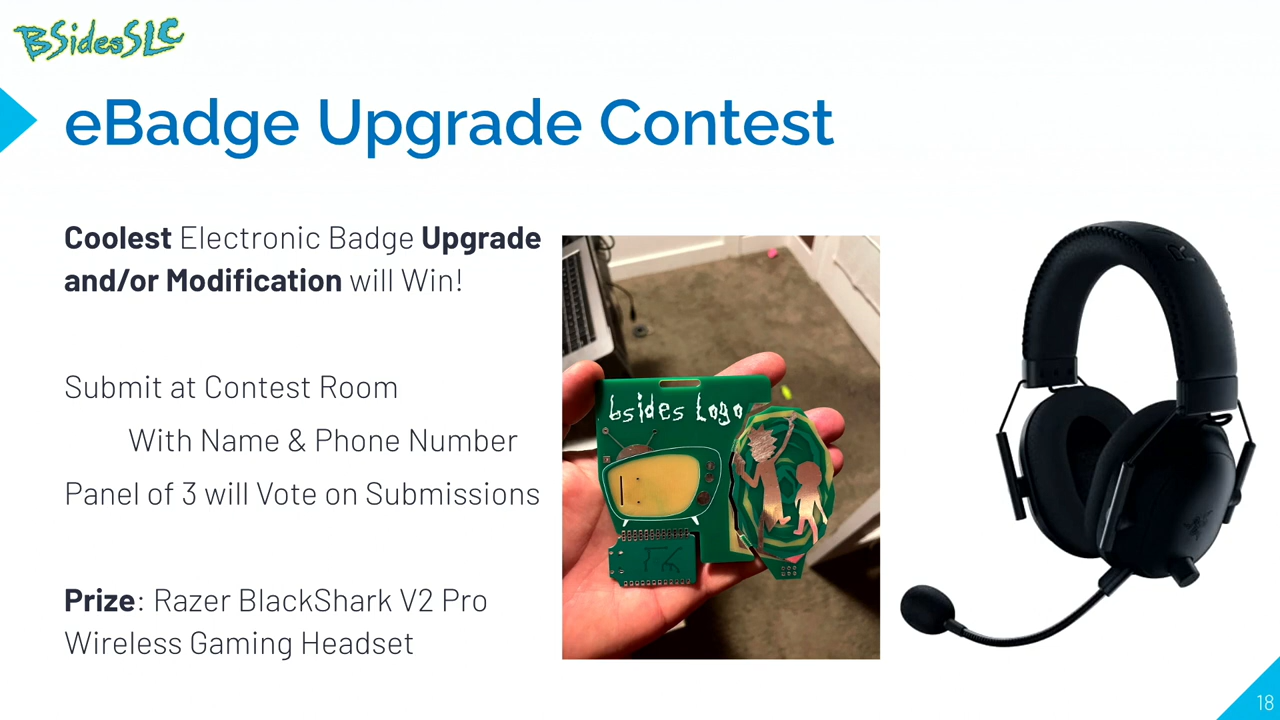 BSidesSLC
eBadge Upgrade Contest
Coolest Electronic Badge Upgrade
and/or Modification will Win!
Submit at Contest Room
With Name & Phone Number
Panel of 3 will Vote on Submissions
Prize: Razer BlackShark V2 Pro
Wireless Gaming Headset
bsides Logo
18